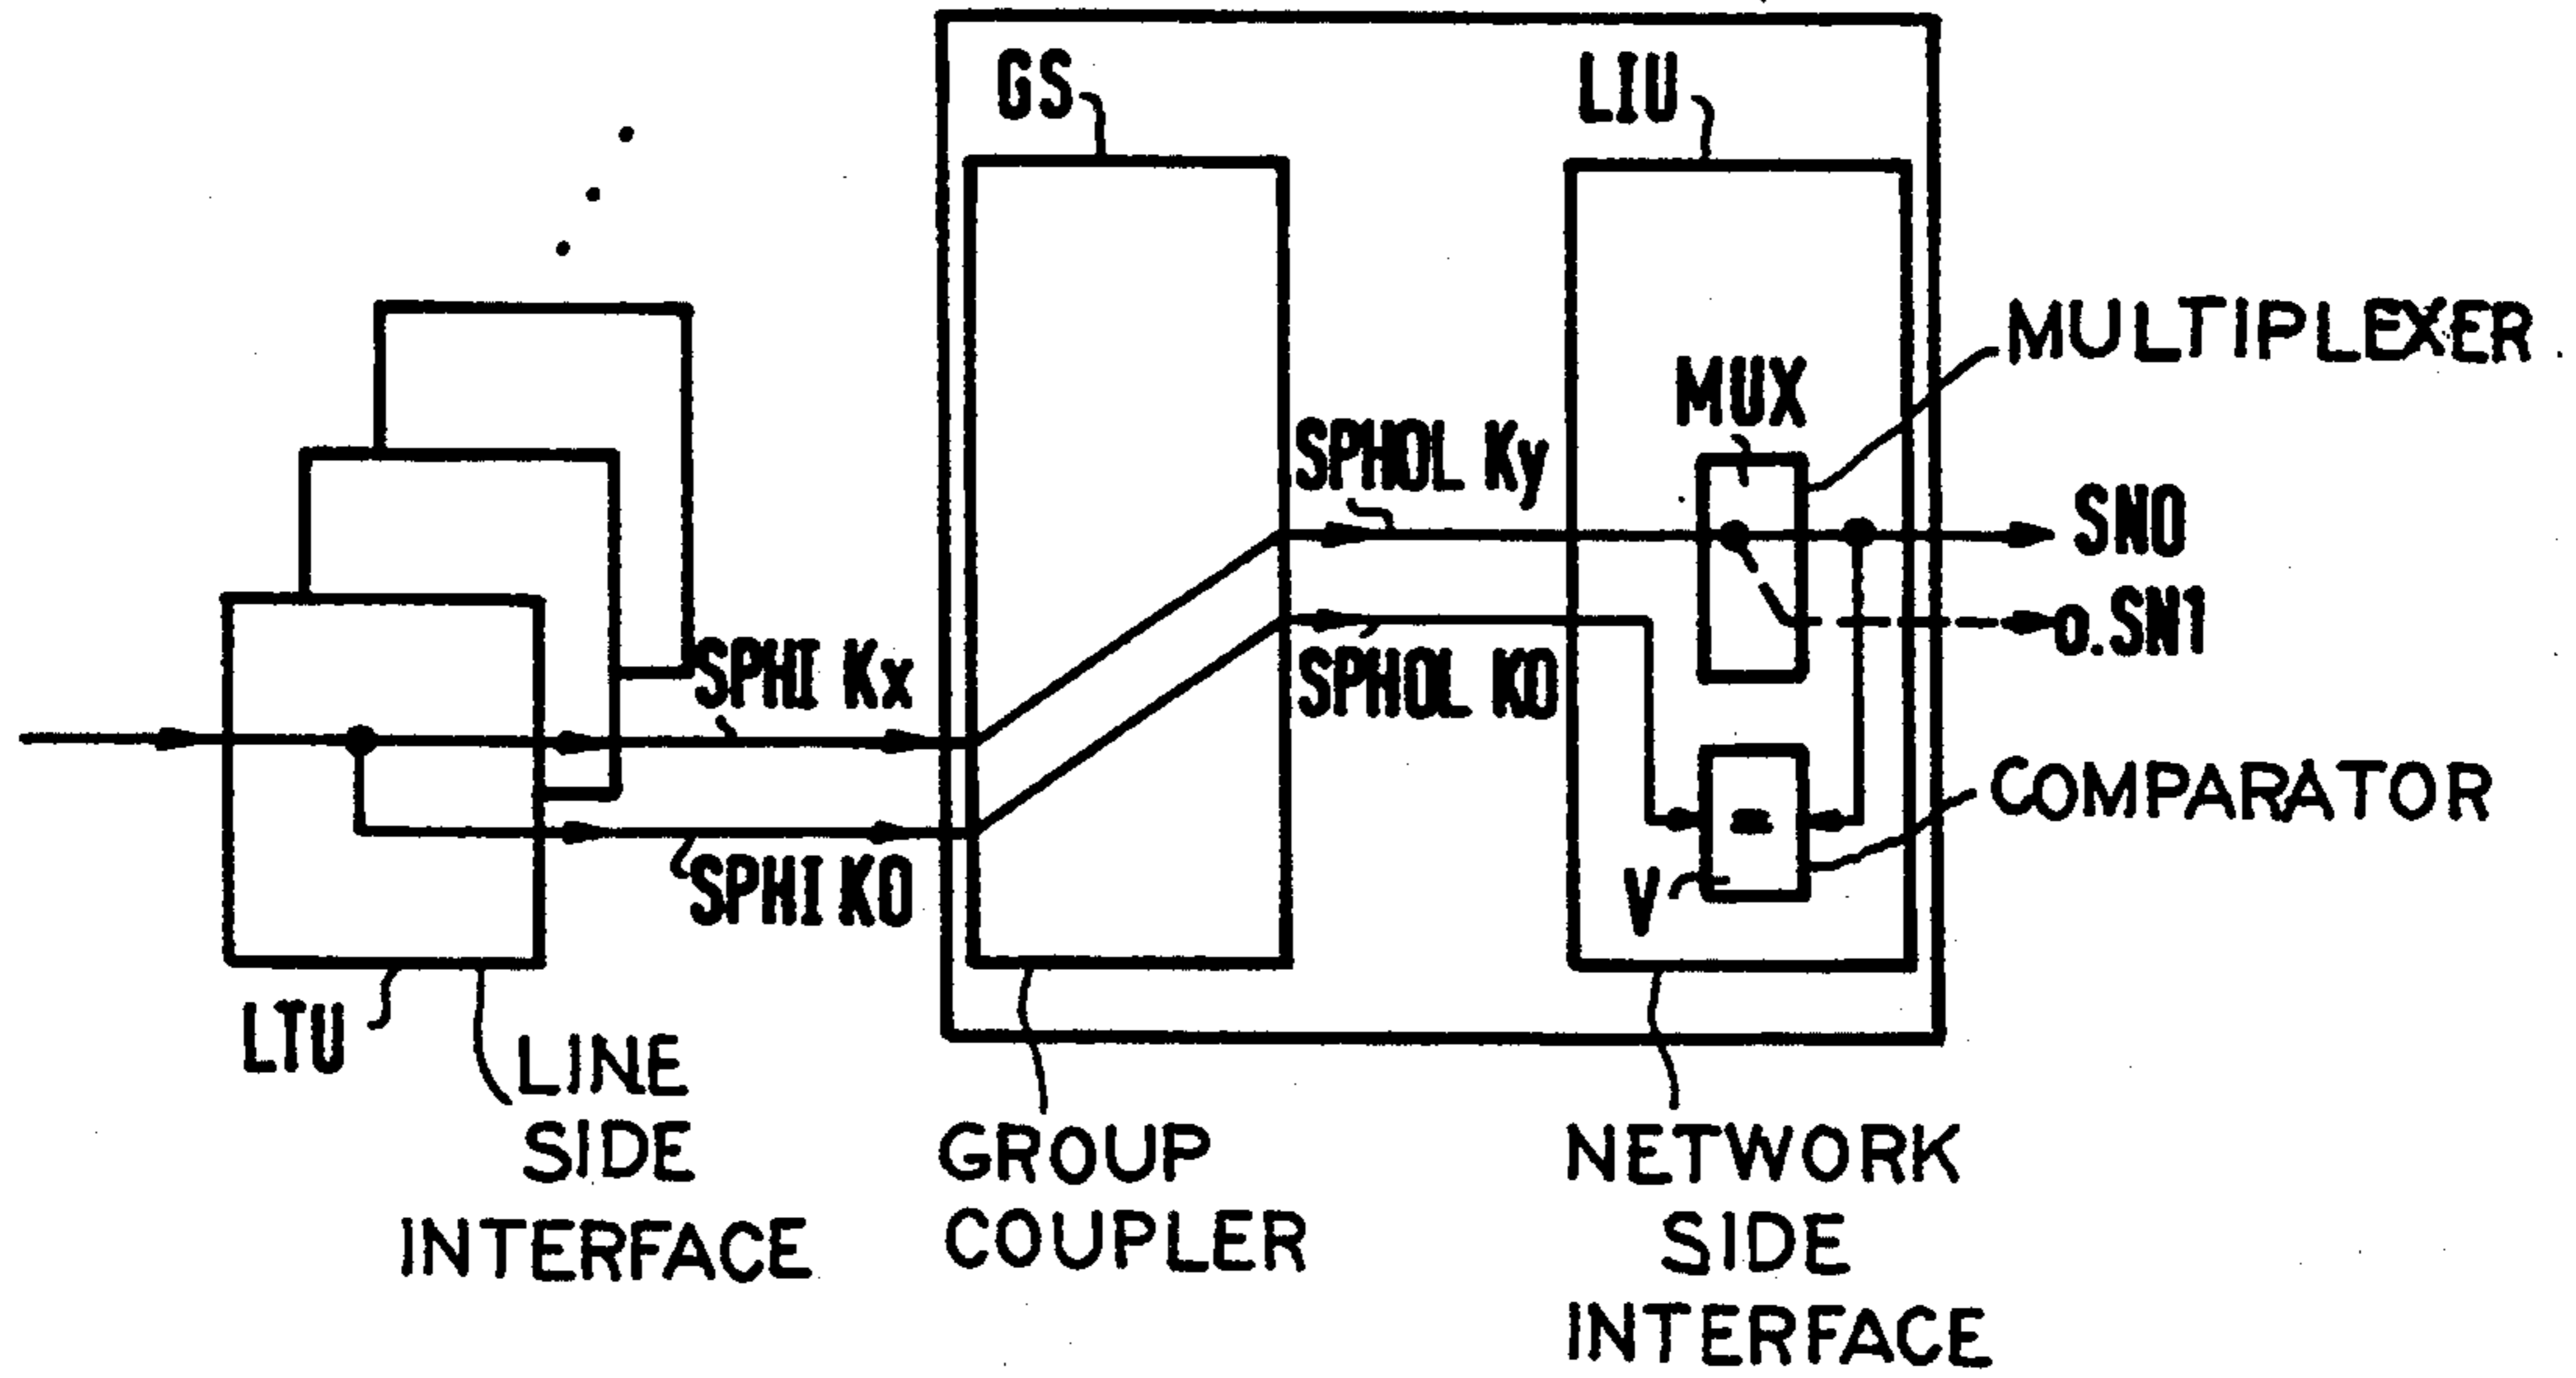 GS
LIU
MULTIPLEXER
MUX
SPHOL Ky
SN0
o.SN1
SPHI Kx
SPHOL K0
COMPARATOR
=
SPHI K0
V
LTU
LINE
SIDE
INTERFACE
GROUP
COUPLER
NETWORK
SIDE
INTERFACE